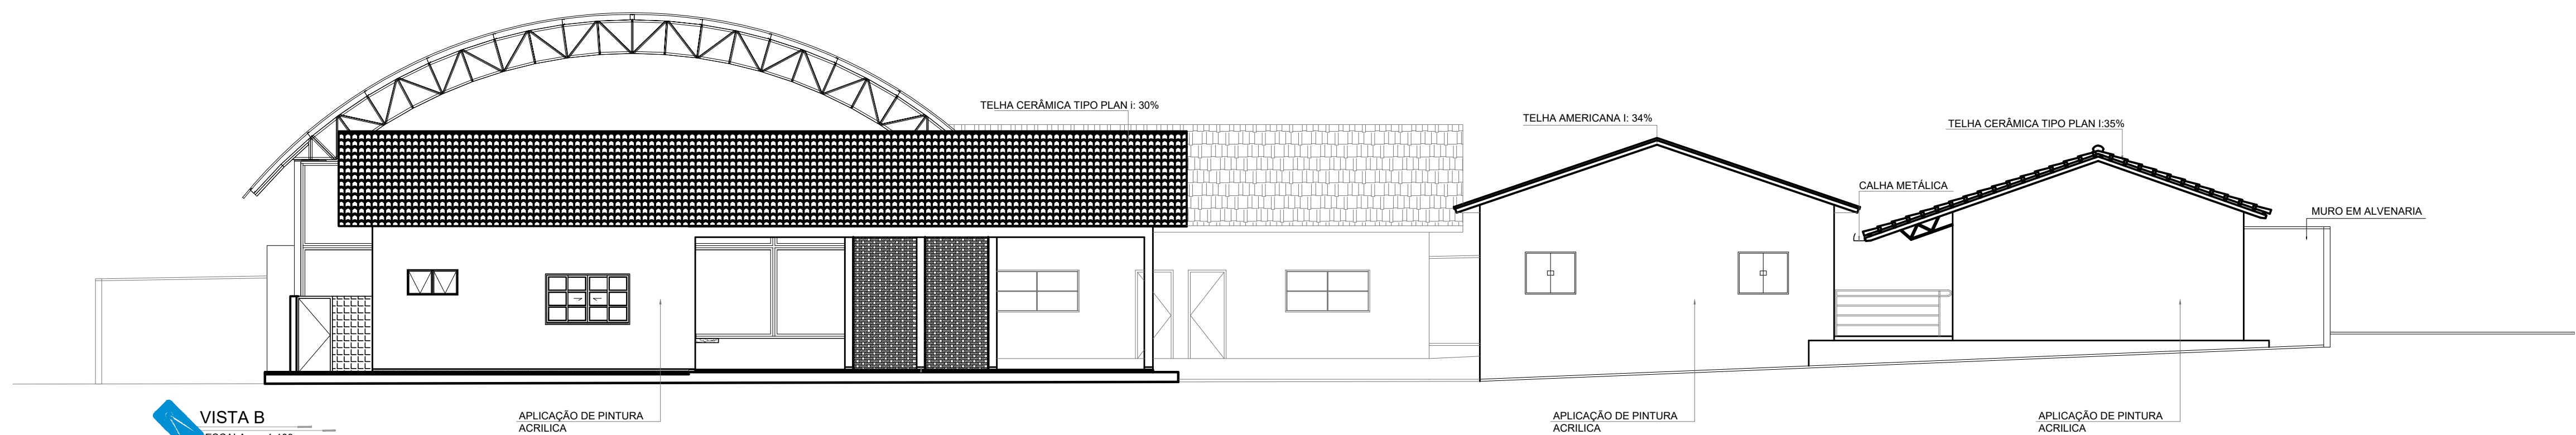 TELHA CERÂMICA TIPO PLAN i: 30%
TELHA AMERICANA I: 34%
TELHA CERÂMICA TIPO PLAN I:35%
CALHA METÁLICA
MURO EM ALVENARIA
VISTA B
APLICAÇÃO DE PINTURA
ACRILICA
APLICAÇÃO DE PINTURA
ACRILICA
APLICAÇÃO DE PINTURA
ACRILICA